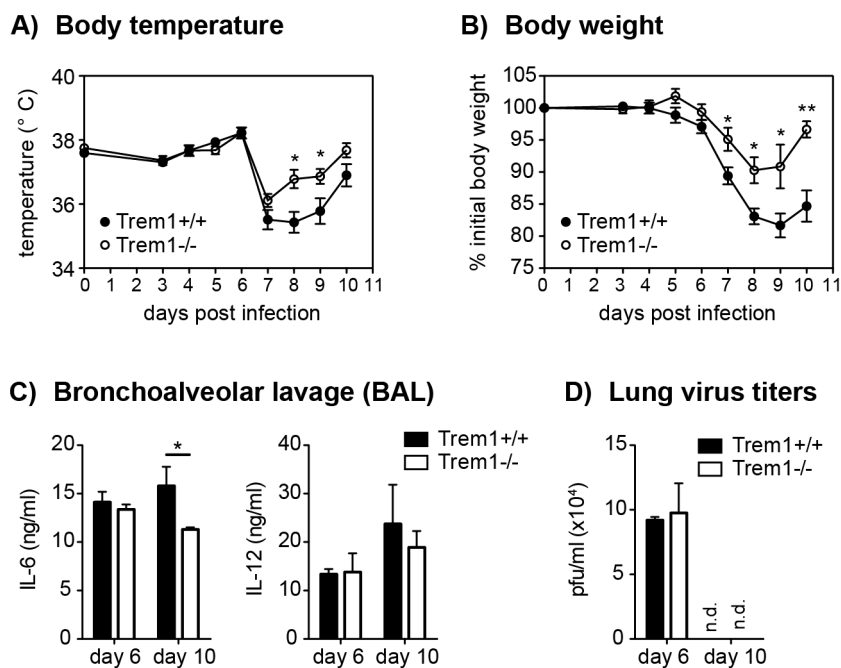 A) Body temperature
40
38
36
34
temperature (° C)
* *
Trem1+/+
Trem1-/-
0 1 2 3 4 5 6 7 8 9 10 11
days post infection
B) Body weight
105
100
95
90
85
80
75
% initial body weight
* * * **
Trem1+/+
Trem1-/-
0 1 2 3 4 5 6 7 8 9 10 11
days post infection
C) Bronchoalveolar lavage (BAL)
20
15
10
5
0
IL-6 (ng/ml)
*
day 6 day 10
40
30
20
10
0
IL-12 (ng/ml)
Trem1+/+
Trem1-/-
day 6 day 10
D) Lung virus titers
15
10
5
0
pfu/ml (x10⁴)
Trem1+/+
Trem1-/-
n.d. n.d.
day 6 day 10